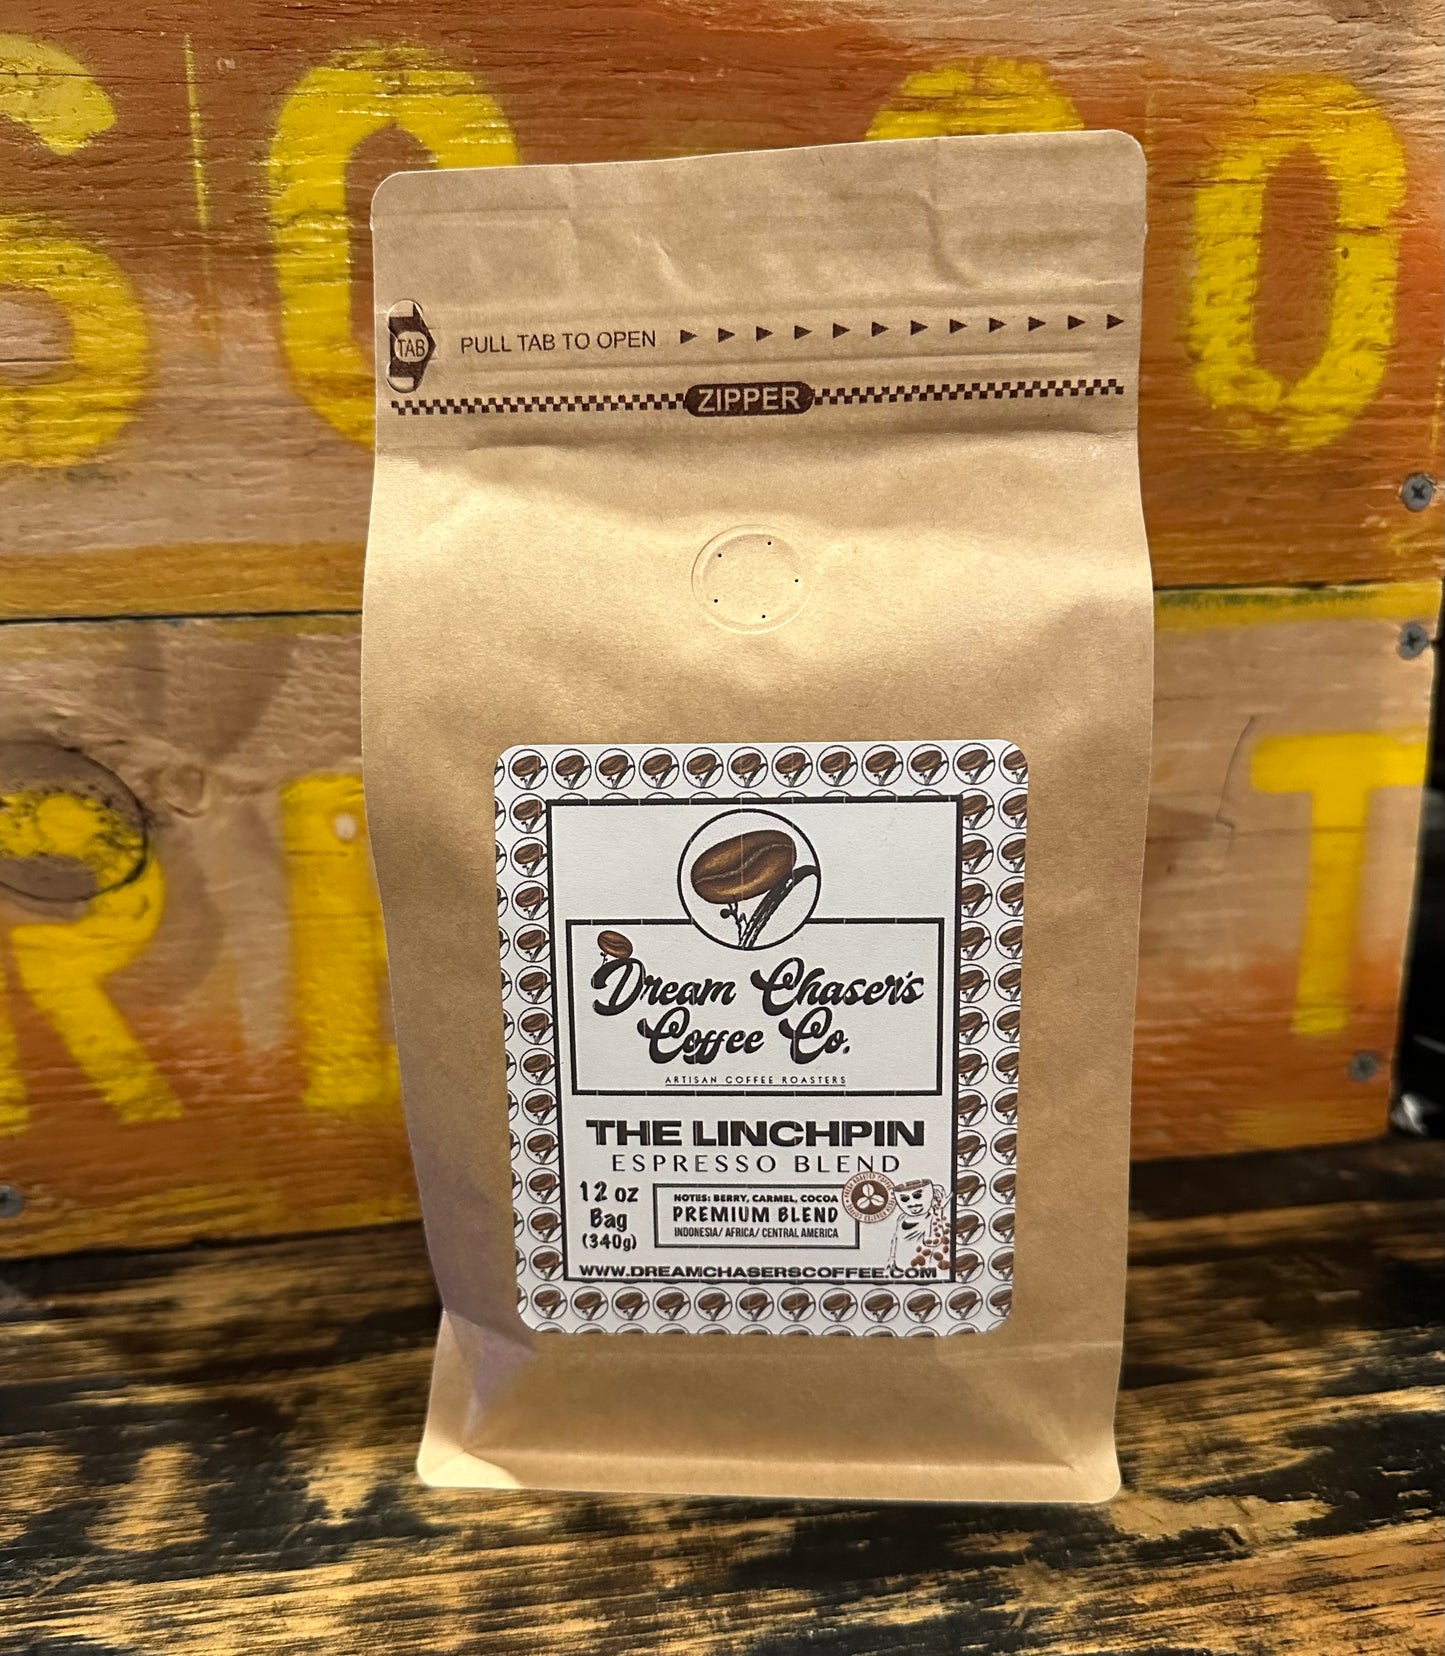 TAB
PULL TAB TO OPEN
ZIPPER
Dream Chaser's
Coffee Co.
ARTISAN COFFEE ROASTERS
THE LINCHPIN
ESPRESSO BLEND
12 oz
Bag
(340g)
NOTES: BERRY, CARMEL, COCOA
PREMIUM BLEND
INDONESIA/ AFRICA/ CENTRAL AMERICA
WWW.DREAMCHASERSCOFFEE.COM